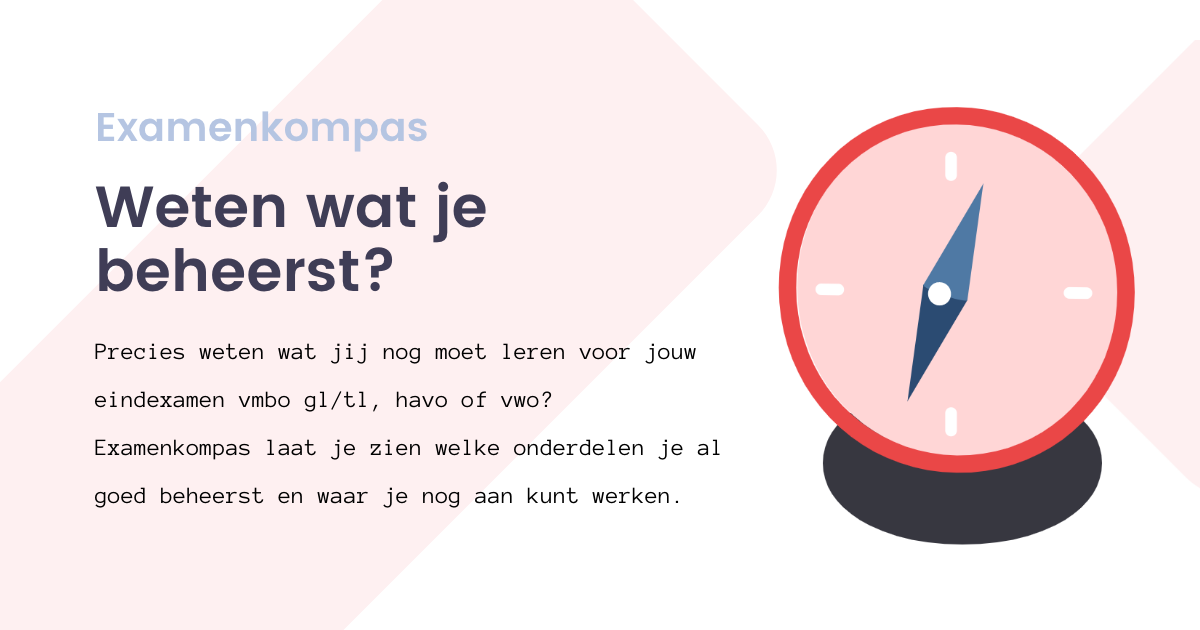 Examenkompas
Weten wat je
beheerst?
Precies weten wat jij nog moet leren voor jouw
eindexamen vmbo gl/tl, havo of vwo?
Examenkompas laat je zien welke onderdelen je al
goed beheerst en waar je nog aan kunt werken.